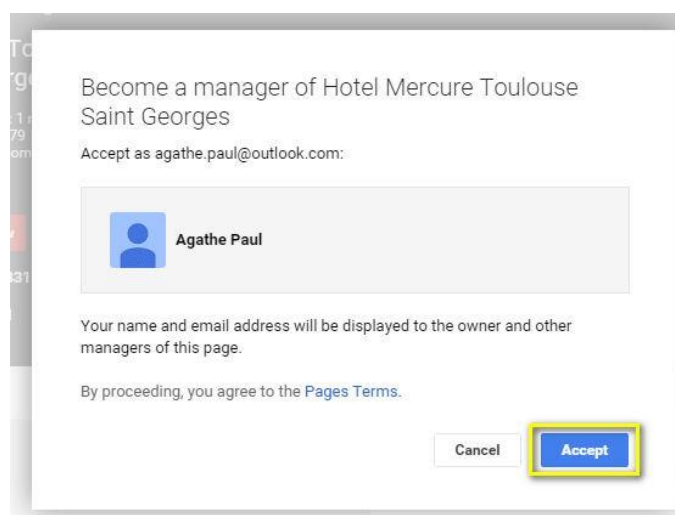 Become a manager of Hotel Mercure Toulouse
Saint Georges
Accept as agathe.paul@outlook.com:
Agathe Paul
Your name and email address will be displayed to the owner and other
managers of this page.
By proceeding, you agree to the Pages Terms.
Cancel Accept